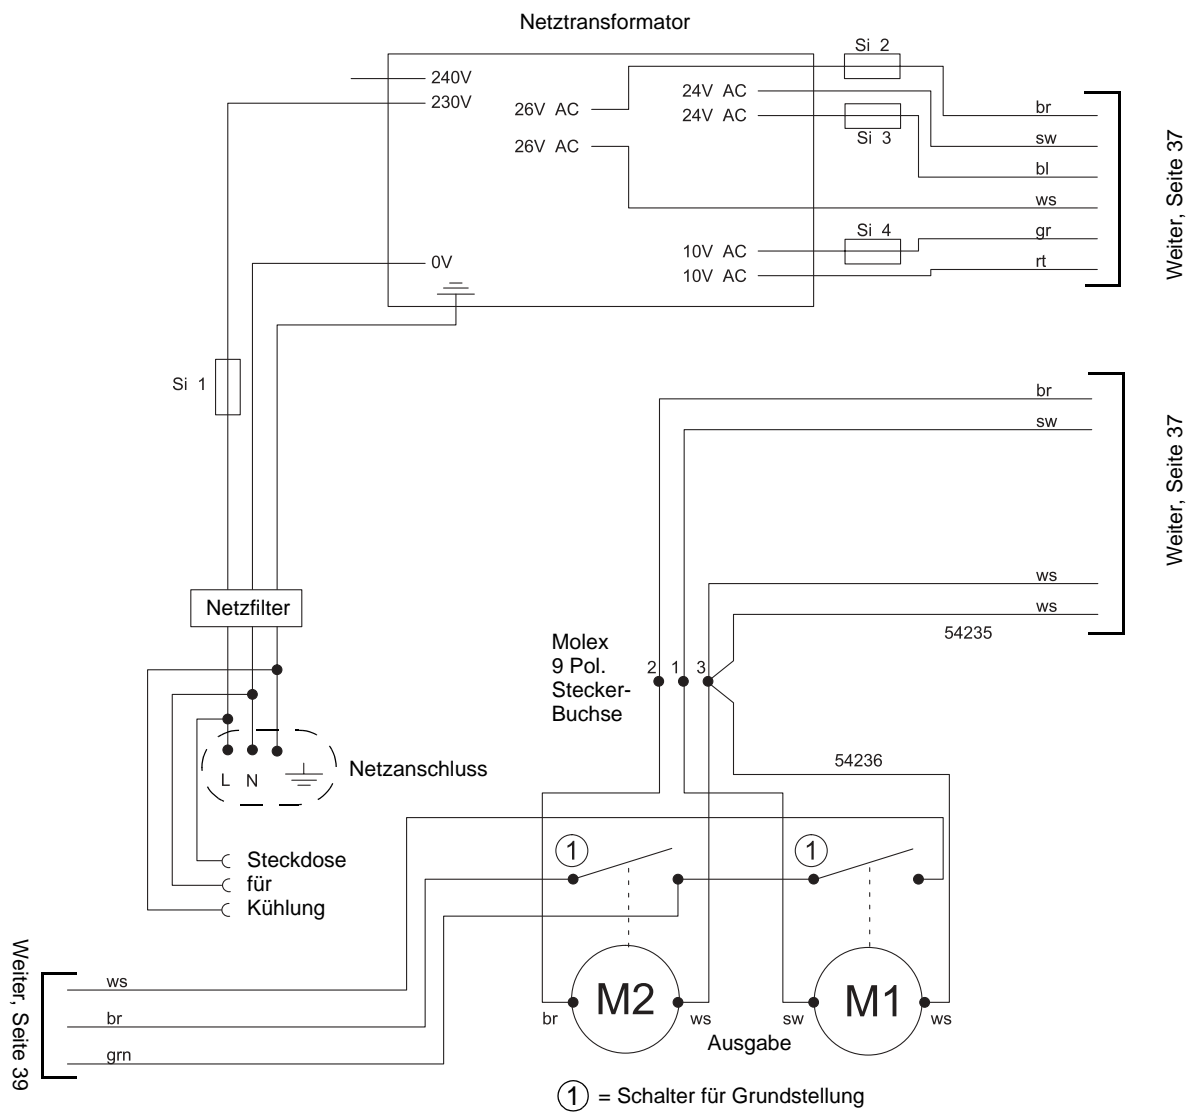 Netztransformator
Si 2
240V
24V AC
230V
26V AC
24V AC
br
Si 3
sw
26V AC
bl
ws
Si 4
gr
10V AC
0V
rt
10V AC
Weiter, Seite 37
Si 1
br
sw
Weiter, Seite 37
ws
Netzfilter
ws
54235
Molex
9 Pol.
Stecker-
Buchse
2 1 3
54236
L N
Netzanschluss
1
1
Steckdose
für
Kühlung
Weiter, Seite 39
ws
br
grn
M2
M1
br
ws
sw
ws
Ausgabe
1 = Schalter für Grundstellung